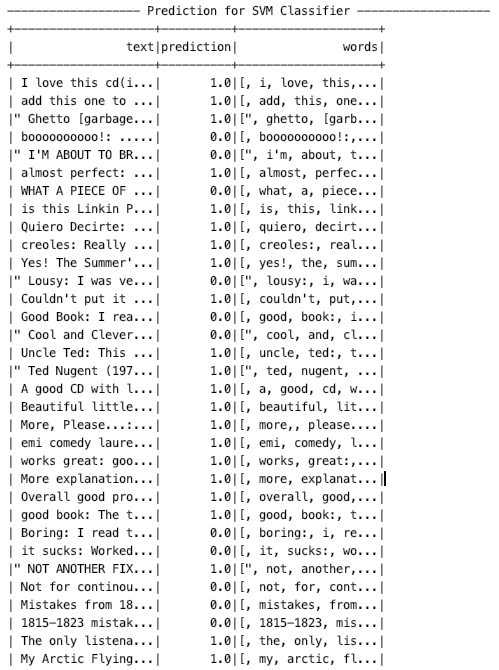 ——————————————————— Prediction for SVM Classifier ———————————————————
+--------------------+----------+--------------------+
|                text|prediction|               words|
+--------------------+----------+--------------------+
| I love this cd(i...|       1.0|[, i, love, this,...|
| add this one to ...|       1.0|[, add, this, one...|
|" Ghetto [garbage...|       1.0|[", ghetto, [garb...|
| boooooooooo!: .....|       0.0|[, boooooooooo!:,...|
|" I'M ABOUT TO BR...|       0.0|[", i'm, about, t...|
| almost perfect: ...|       1.0|[, almost, perfec...|
| WHAT A PIECE OF ...|       0.0|[, what, a, piece...|
| is this Linkin P...|       1.0|[, is, this, link...|
| Quiero Decirte: ...|       1.0|[, quiero, decirt...|
| creoles: Really ...|       1.0|[, creoles:, real...|
| Yes! The Summer'...|       1.0|[, yes!, the, sum...|
|" Lousy: I was ve...|       0.0|[", lousy:, i, wa...|
| Couldn't put it ...|       1.0|[, couldn't, put,...|
| Good Book: I rea...|       0.0|[, good, book:, i...|
|" Cool and Clever...|       0.0|[", cool, and, cl...|
| Uncle Ted: This ...|       1.0|[, uncle, ted:, t...|
|" Ted Nugent (197...|       1.0|[", ted, nugent, ...|
| A good CD with l...|       1.0|[, a, good, cd, w...|
| Beautiful little...|       1.0|[, beautiful, lit...|
| More, Please...:...|       1.0|[, more,, please....|
| emi comedy laure...|       1.0|[, emi, comedy, l...|
| works great: goo...|       1.0|[, works, great:,...|
| More explanation...|       1.0|[, more, explanat...|
| Overall good pro...|       1.0|[, overall, good,...|
| good book: The t...|       1.0|[, good, book:, t...|
| Boring: I read t...|       0.0|[, boring:, i, re...|
| it sucks: Worked...|       0.0|[, it, sucks:, wo...|
|" NOT ANOTHER FIX...|       1.0|[", not, another,...|
| Not for continou...|       0.0|[, not, for, cont...|
| Mistakes from 18...|       0.0|[, mistakes, from...|
| 1815-1823 mistak...|       0.0|[, 1815-1823, mis...|
| The only listena...|       1.0|[, the, only, lis...|
| My Arctic Flying...|       1.0|[, my, arctic, fl...|